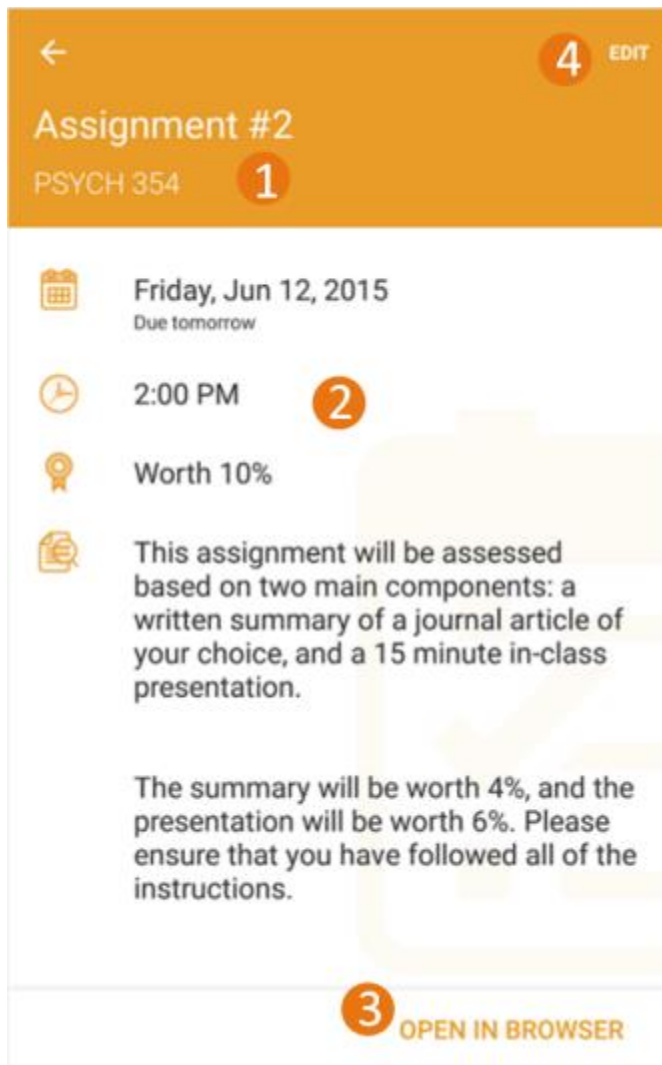 4 EDIT
Assignment #2
PSYCH 354 1
Friday, Jun 12, 2015
Due tomorrow
2:00 PM 2
Worth 10%
This assignment will be assessed
based on two main components: a
written summary of a journal article of
your choice, and a 15 minute in-class
presentation.
The summary will be worth 4%, and the
presentation will be worth 6%. Please
ensure that you have followed all of the
instructions.
3 OPEN IN BROWSER